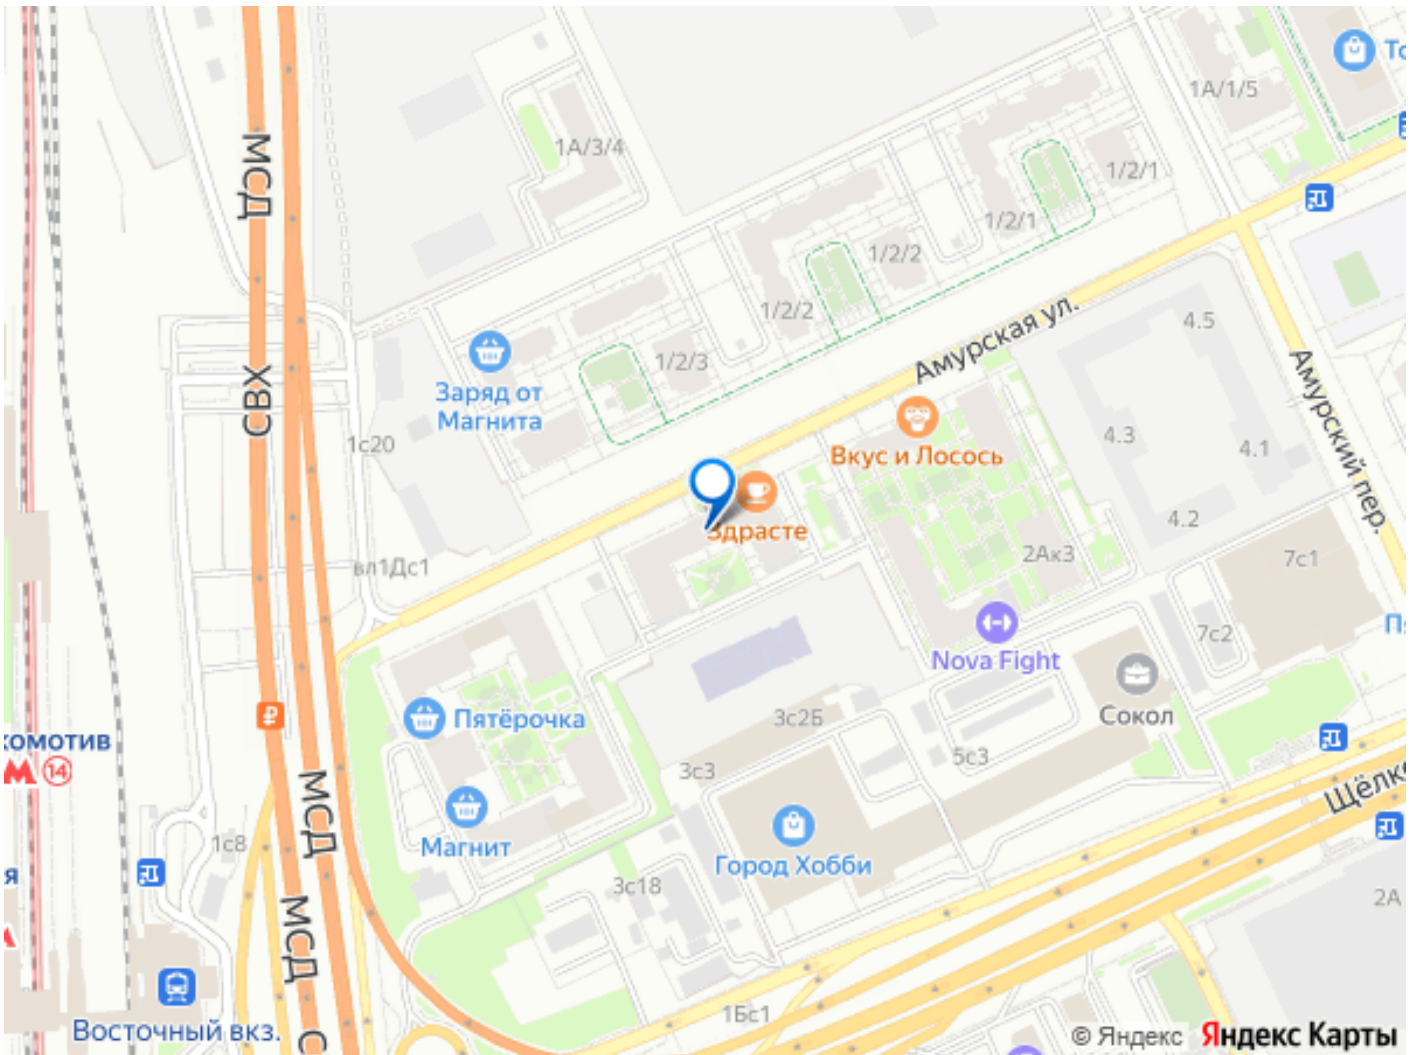 То
1А/1/5
1А/3/4
МСД
1/2/1
1/2/1
1/2/2
1/2/2
Амурская ул.
4.5
Заряд от
Магнита
1/2/3
СВХ
1с20
Амурский пер.
Вкус и Лосось
4.3
4.1
4.2
Здрасте
вл1Дс1
2Ак3
7с1
7с2
Nova Fight
Сокол
Пятёрочка
3с2Б
5с3
3с3
комотив
14
МСД
Щёлко
Магнит
1с8
Город Хобби
3с18
я
2А
МСД
С
1Бс1
Восточный вкз.
© Яндекс Яндекс Карты